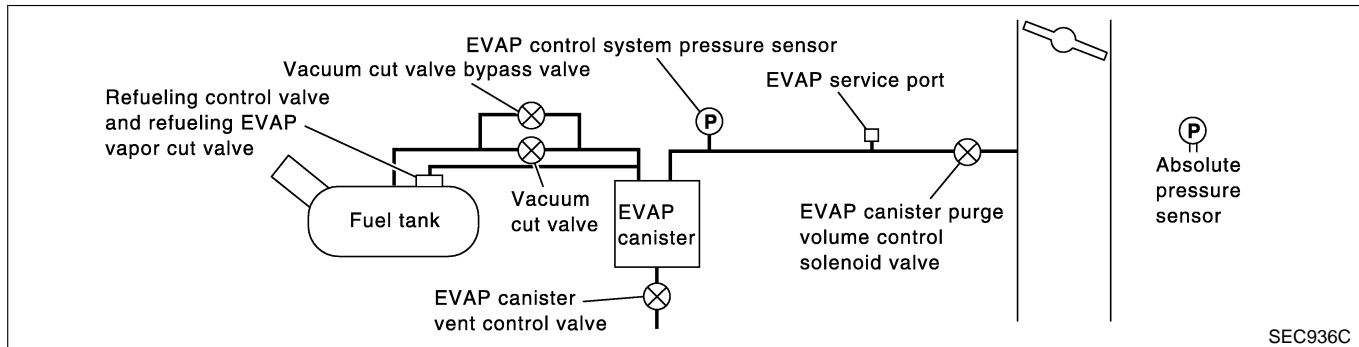 EVAP control system pressure sensor
Vacuum cut valve bypass valve
Refueling control valve
and refueling EVAP
vapor cut valve
EVAP service port
P
P
Absolute
pressure
sensor
Fuel tank
Vacuum
cut valve
EVAP
canister
EVAP canister purge
volume control
solenoid valve
EVAP canister
vent control valve
SEC936C